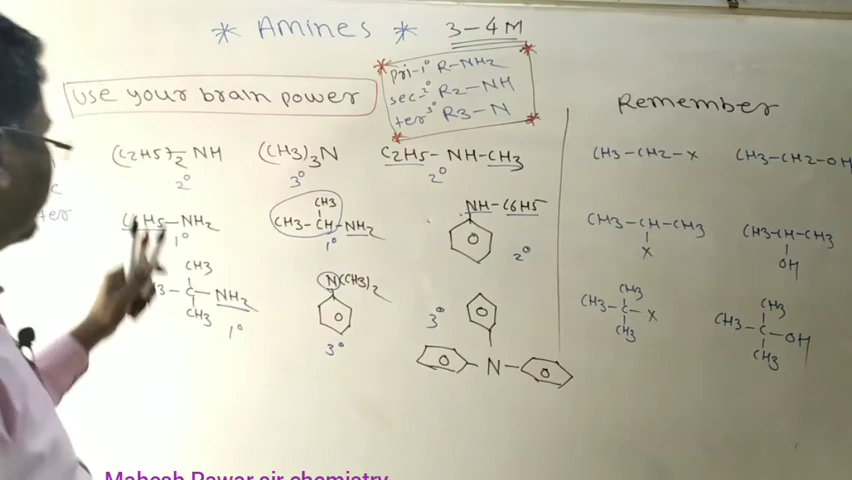 * Amines * 3-4M
pri-1° R-NH2
sec-2° R2-NH
ter 3° R3-N
use your brain power
Remember
(C2H5)-2 NH
2°
(CH3)3N
3°
C2H5-NH-CH3
2°
CH3-CH2-X
CH3-CH2-OH
C6H5-NH2
1°
CH3
CH3-CH-NH2
1°
NH-C6H5
2°
CH3-CH-CH3
X
CH3-CH-CH3
OH
CH3
3-C-NH2
CH3
1°
N(CH3)2
3°
3°
N
CH3
CH3-C-X
CH3
CH3
CH3-C-OH
CH3
ter
Mahesh Pawar sir chemistry